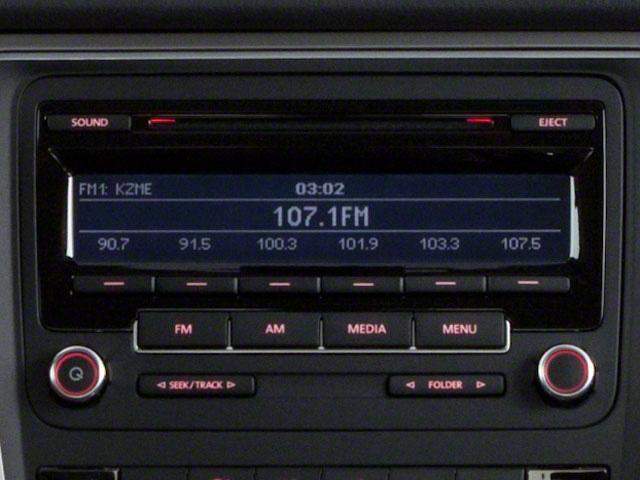 SOUND EJECT
FM1: KZME 03:02
107.1FM
90.7 91.5 100.3 101.9 103.3 107.5
FM AM MEDIA MENU
SEEK/TRACK FOLDER